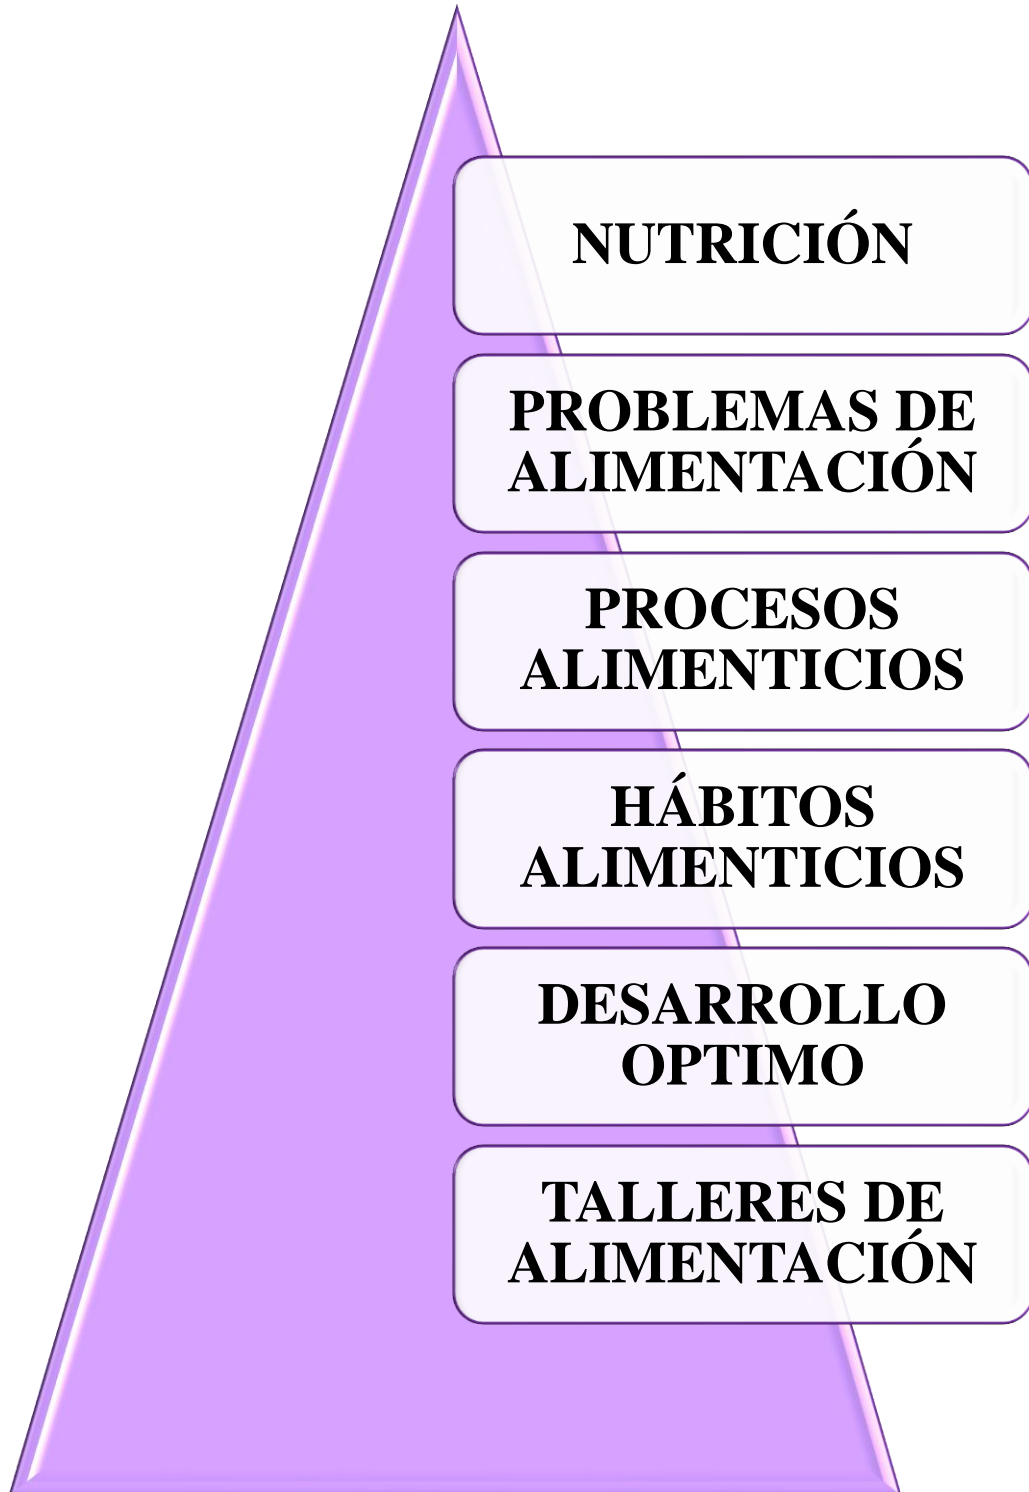 NUTRICIÓN
PROBLEMAS DE
ALIMENTACIÓN
PROCESOS
ALIMENTICIOS
HÁBITOS
ALIMENTICIOS
DESARROLLO
OPTIMO
TALLERES DE
ALIMENTACIÓN